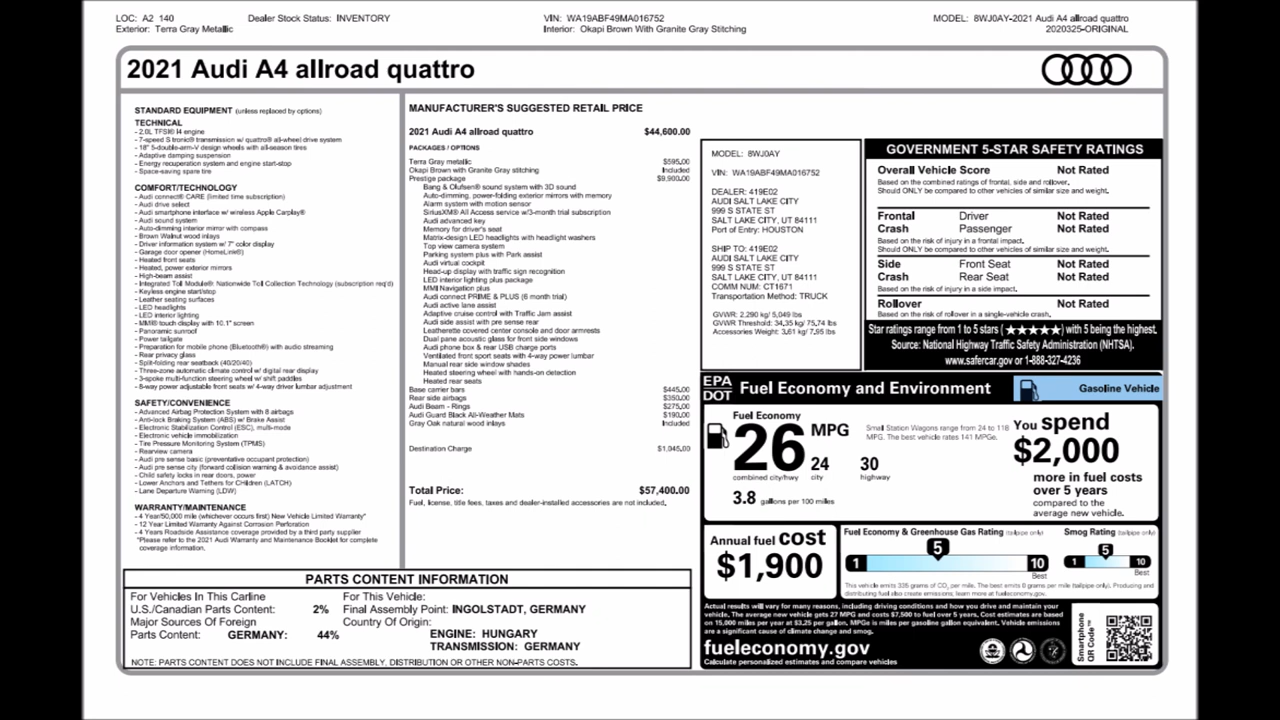 LOC: A2 140
Dealer Stock Status: INVENTORY
VIN: WA19ABF49MA016752
MODEL: 8WJ0AY-2021 Audi A4 allroad quattro
Exterior: Terra Gray Metallic
Interior: Okapi Brown With Granite Gray Stitching
2020325-ORIGINAL
2021 Audi A4 allroad quattro
STANDARD EQUIPMENT (unless replaced by options)
TECHNICAL
- 2.0L TFSI® I4 engine
- 7-speed S tronic® transmission w/ quattro® all-wheel drive system
- 18" 5-double-arm-V design wheels with all-season tires
- Adaptive damping suspension
- Energy recuperation system and engine start-stop
- Space-saving spare tire
COMFORT/TECHNOLOGY
- Audi connect® CARE (limited time subscription)
- Audi drive select
- Audi smartphone interface w/ wireless Apple Carplay®
- Audi sound system
- Auto-dimming interior mirror with compass
- Brown Walnut wood inlays
- Driver information system w/ 7" color display
- Garage door opener (HomeLink®)
- Heated front seats
- Heated, power exterior mirrors
- High-beam assist
- Integrated Toll Module® Nationwide Toll Collection Technology (subscription req'd)
- Keyless engine start/stop
- Leather seating surfaces
- LED headlights
- LED interior lighting
- MMI® touch display with 10.1" screen
- Panoramic sunroof
- Power tailgate
- Preparation for mobile phone (Bluetooth®) with audio streaming
- Rear privacy glass
- Split-folding rear seatback (40/20/40)
- Three-zone automatic climate control w/ digital rear display
- 3-spoke multi-function steering wheel w/ shift paddles
- 8-way power adjustable front seats w/ 4-way driver lumbar adjustment
SAFETY/CONVENIENCE
- Advanced Airbag Protection System with 8 airbags
- Anti-lock Braking System (ABS) w/ Brake Assist
- Electronic Stabilization Control (ESC), multi-mode
- Electronic vehicle immobilization
- Tire Pressure Monitoring System (TPMS)
- Rearview camera
- Audi pre sense basic (preventative occupant protection)
- Audi pre sense city (forward collision warning & avoidance assist)
- Child safety locks in rear doors, power
- Lower Anchors and Tethers for CHildren (LATCH)
- Lane Departure Warning (LDW)
WARRANTY/MAINTENANCE
- 4 Year/50,000 mile (whichever occurs first) New Vehicle Limited Warranty*
- 12 Year Limited Warranty Against Corrosion Perforation
- 4 Years Roadside Assistance coverage provided by a third party supplier
*Please refer to the 2021 Audi Warranty and Maintenance Booklet for complete
coverage information.
MANUFACTURER'S SUGGESTED RETAIL PRICE
2021 Audi A4 allroad quattro $44,600.00
PACKAGES / OPTIONS
Terra Gray metallic $595.00
Okapi Brown with Granite Gray stitching Included
Prestige package $9,900.00
Bang & Olufsen® sound system with 3D sound
Auto-dimming, power-folding exterior mirrors with memory
Alarm system with motion sensor
SiriusXM® All Access service w/3-month trial subscription
Audi advanced key
Memory for driver's seat
Matrix-design LED headlights with headlight washers
Top view camera system
Parking system plus with Park assist
Audi virtual cockpit
Head-up display with traffic sign recognition
LED interior lighting plus package
MMI Navigation plus
Audi connect PRIME & PLUS (6 month trial)
Audi active lane assist
Adaptive cruise control with Traffic Jam assist
Audi side assist with pre sense rear
Leatherette covered center console and door armrests
Dual pane acoustic glass for front side windows
Audi phone box & rear USB charge ports
Ventilated front sport seats with 4-way power lumbar
Manual rear side window shades
Heated steering wheel with hands-on detection
Heated rear seats
Base carrier bars $445.00
Rear side airbags $350.00
Audi Beam - Rings $275.00
Audi Guard Black All-Weather Mats $190.00
Gray Oak natural wood inlays Included
Destination Charge $1,045.00
Total Price: $57,400.00
Fuel, license, title fees, taxes and dealer-installed accessories are not included.
MODEL: 8WJ0AY
VIN: WA19ABF49MA016752
DEALER: 419E02
AUDI SALT LAKE CITY
999 S STATE ST
SALT LAKE CITY, UT 84111
Port of Entry: HOUSTON
SHIP TO: 419E02
AUDI SALT LAKE CITY
999 S STATE ST
SALT LAKE CITY, UT 84111
COMM NUM: CT1671
Transportation Method: TRUCK
GVWR: 2,290 kg/ 5,049 lbs
GVWR Threshold: 34,35 kg/ 75,74 lbs
Accessories Weight: 3,61 kg/ 7,95 lbs
GOVERNMENT 5-STAR SAFETY RATINGS
Overall Vehicle Score Not Rated
Based on the combined ratings of frontal, side and rollover.
Should ONLY be compared to other vehicles of similar size and weight.
Frontal Driver Not Rated
Crash Passenger Not Rated
Based on the risk of injury in a frontal impact.
Should ONLY be compared to other vehicles of similar size and weight.
Side Front Seat Not Rated
Crash Rear Seat Not Rated
Based on the risk of injury in a side impact.
Rollover Not Rated
Based on the risk of rollover in a single-vehicle crash.
Star ratings range from 1 to 5 stars (★★★★★) with 5 being the highest.
Source: National Highway Traffic Safety Administration (NHTSA).
www.safercar.gov or 1-888-327-4236
EPA
DOT
Fuel Economy and Environment
Gasoline Vehicle
Fuel Economy
26 MPG
combined city/hwy
24
city
30
highway
3.8 gallons per 100 miles
Small Station Wagons range from 24 to 118
MPG. The best vehicle rates 141 MPGe.
You spend
$2,000
more in fuel costs
over 5 years
compared to the
average new vehicle.
Annual fuel cost
$1,900
Fuel Economy & Greenhouse Gas Rating (tailpipe only)
5
1 10
Best
Smog Rating (tailpipe only)
5
1 10
Best
This vehicle emits 335 grams of CO2 per mile. The best emits 0 grams per mile (tailpipe only). Producing and
distributing fuel also create emissions; learn more at fueleconomy.gov.
Actual results will vary for many reasons, including driving conditions and how you drive and maintain your
vehicle. The average new vehicle gets 27 MPG and costs $7,500 to fuel over 5 years. Cost estimates are based
on 15,000 miles per year at $3.25 per gallon. MPGe is miles per gasoline gallon equivalent. Vehicle emissions
are a significant cause of climate change and smog.
fueleconomy.gov
Calculate personalized estimates and compare vehicles
Smartphone
QR Code™
PARTS CONTENT INFORMATION
For Vehicles In This Carline
U.S./Canadian Parts Content: 2%
Major Sources Of Foreign
Parts Content: GERMANY: 44%
For This Vehicle:
Final Assembly Point: INGOLSTADT, GERMANY
Country Of Origin:
ENGINE: HUNGARY
TRANSMISSION: GERMANY
NOTE: PARTS CONTENT DOES NOT INCLUDE FINAL ASSEMBLY, DISTRIBUTION OR OTHER NON-PARTS COSTS.